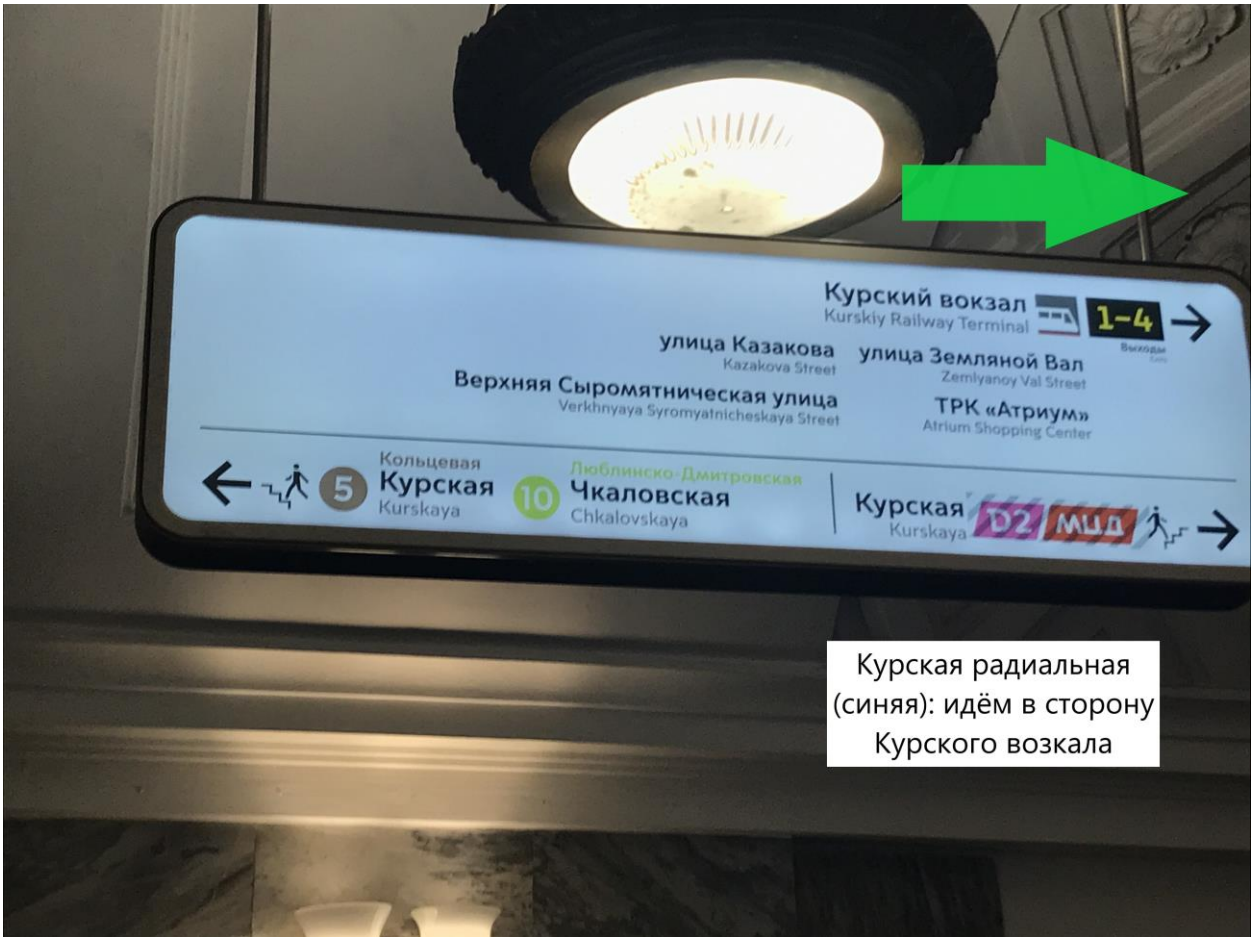 Курский вокзал 1-4
Kurskiy Railway Terminal
Выходы
улица Казакова улица Земляной Вал
Kazakova Street Zemlyanoy Val Street
Верхняя Сыромятническая улица ТРК «Атриум»
Verkhnyaya Syromyatnicheskaya Street Atrium Shopping Center
Кольцевая Люблинско-Дмитровская
5 Курская 10 Чкаловская Курская D2 МЦД
Kurskaya Chkalovskaya Kurskaya
Курская радиальная
(синяя): идём в сторону
Курского возкала